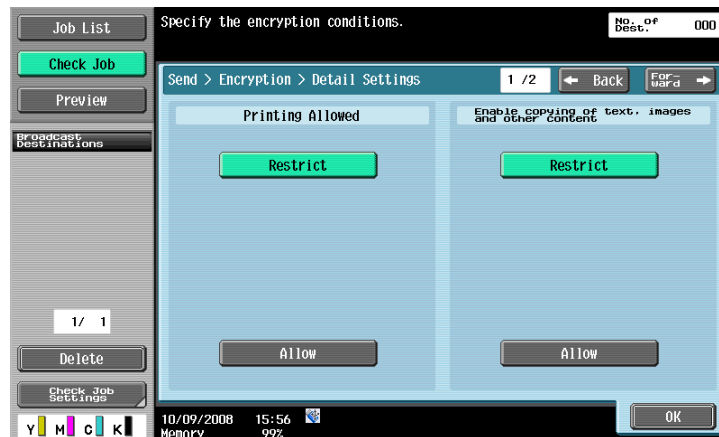 Job List
Check Job
Preview
Broadcast
Destinations
1/ 1
Delete
Check Job
Settings
Y M C K
Specify the encryption conditions.
No. of
Dest. 000
Send > Encryption > Detail Settings
1 /2
← Back
For-
ward →
Printing Allowed
Restrict
Allow
Enable copying of text, images
and other content
Restrict
Allow
10/09/2008 15:56
Memory 99%
OK